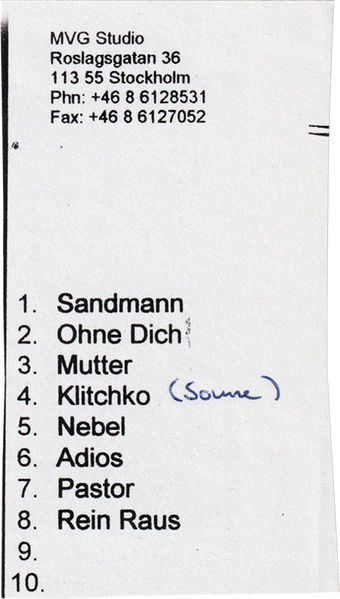 MVG Studio
Roslagsgatan 36
113 55 Stockholm
Phn: +46 8 6128531
Fax: +46 8 6127052
1. Sandmann
2. Ohne Dich
3. Mutter
4. Klitchko (Sonne)
5. Nebel
6. Adios
7. Pastor
8. Rein Raus
9.
10.